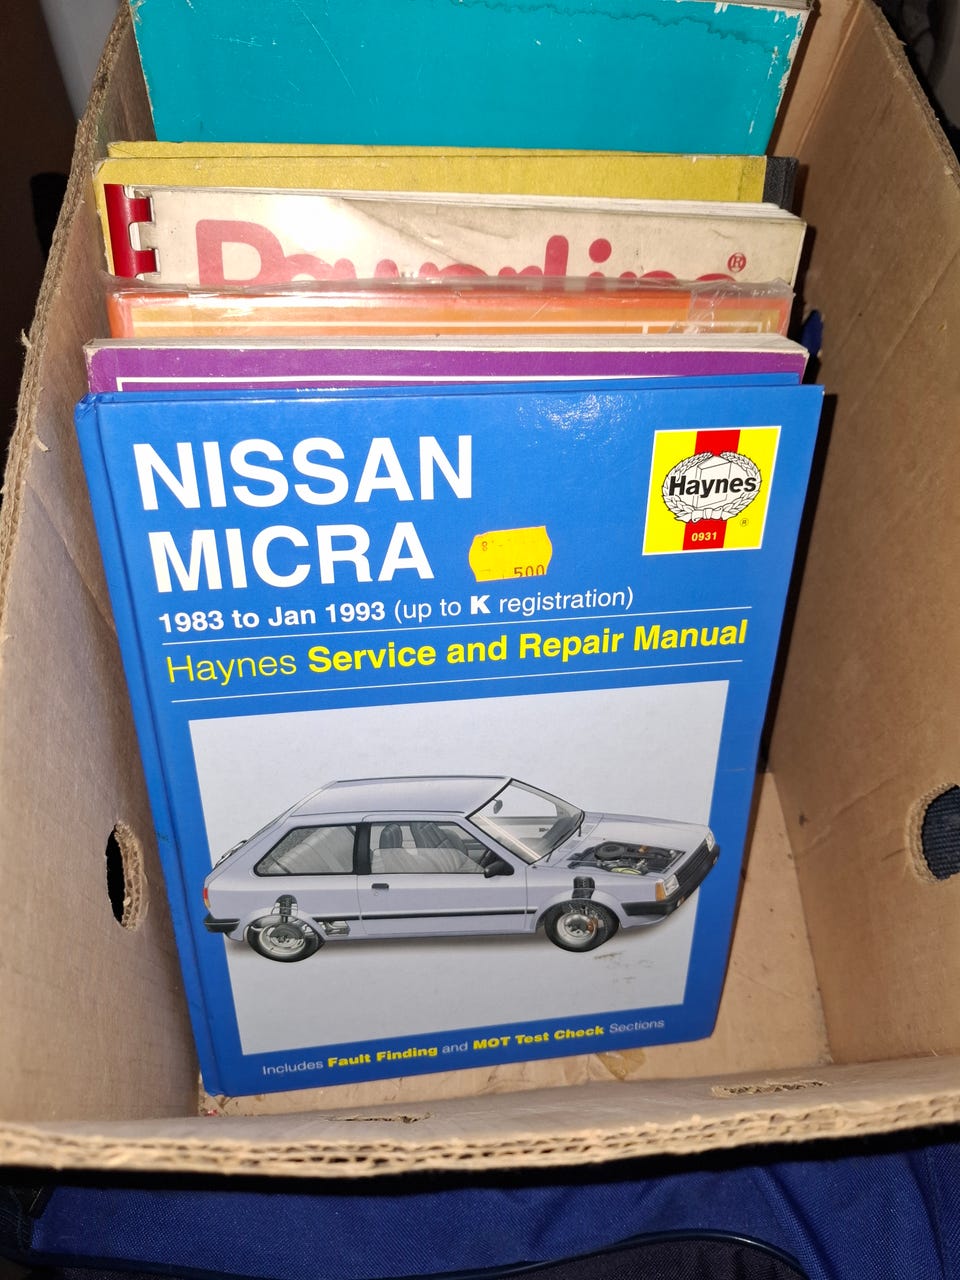 Powerline®
NISSAN
MICRA
1983 to Jan 1993 (up to K registration)
Haynes Service and Repair Manual
Haynes
®
0931
500
Includes Fault Finding and MOT Test Check Sections